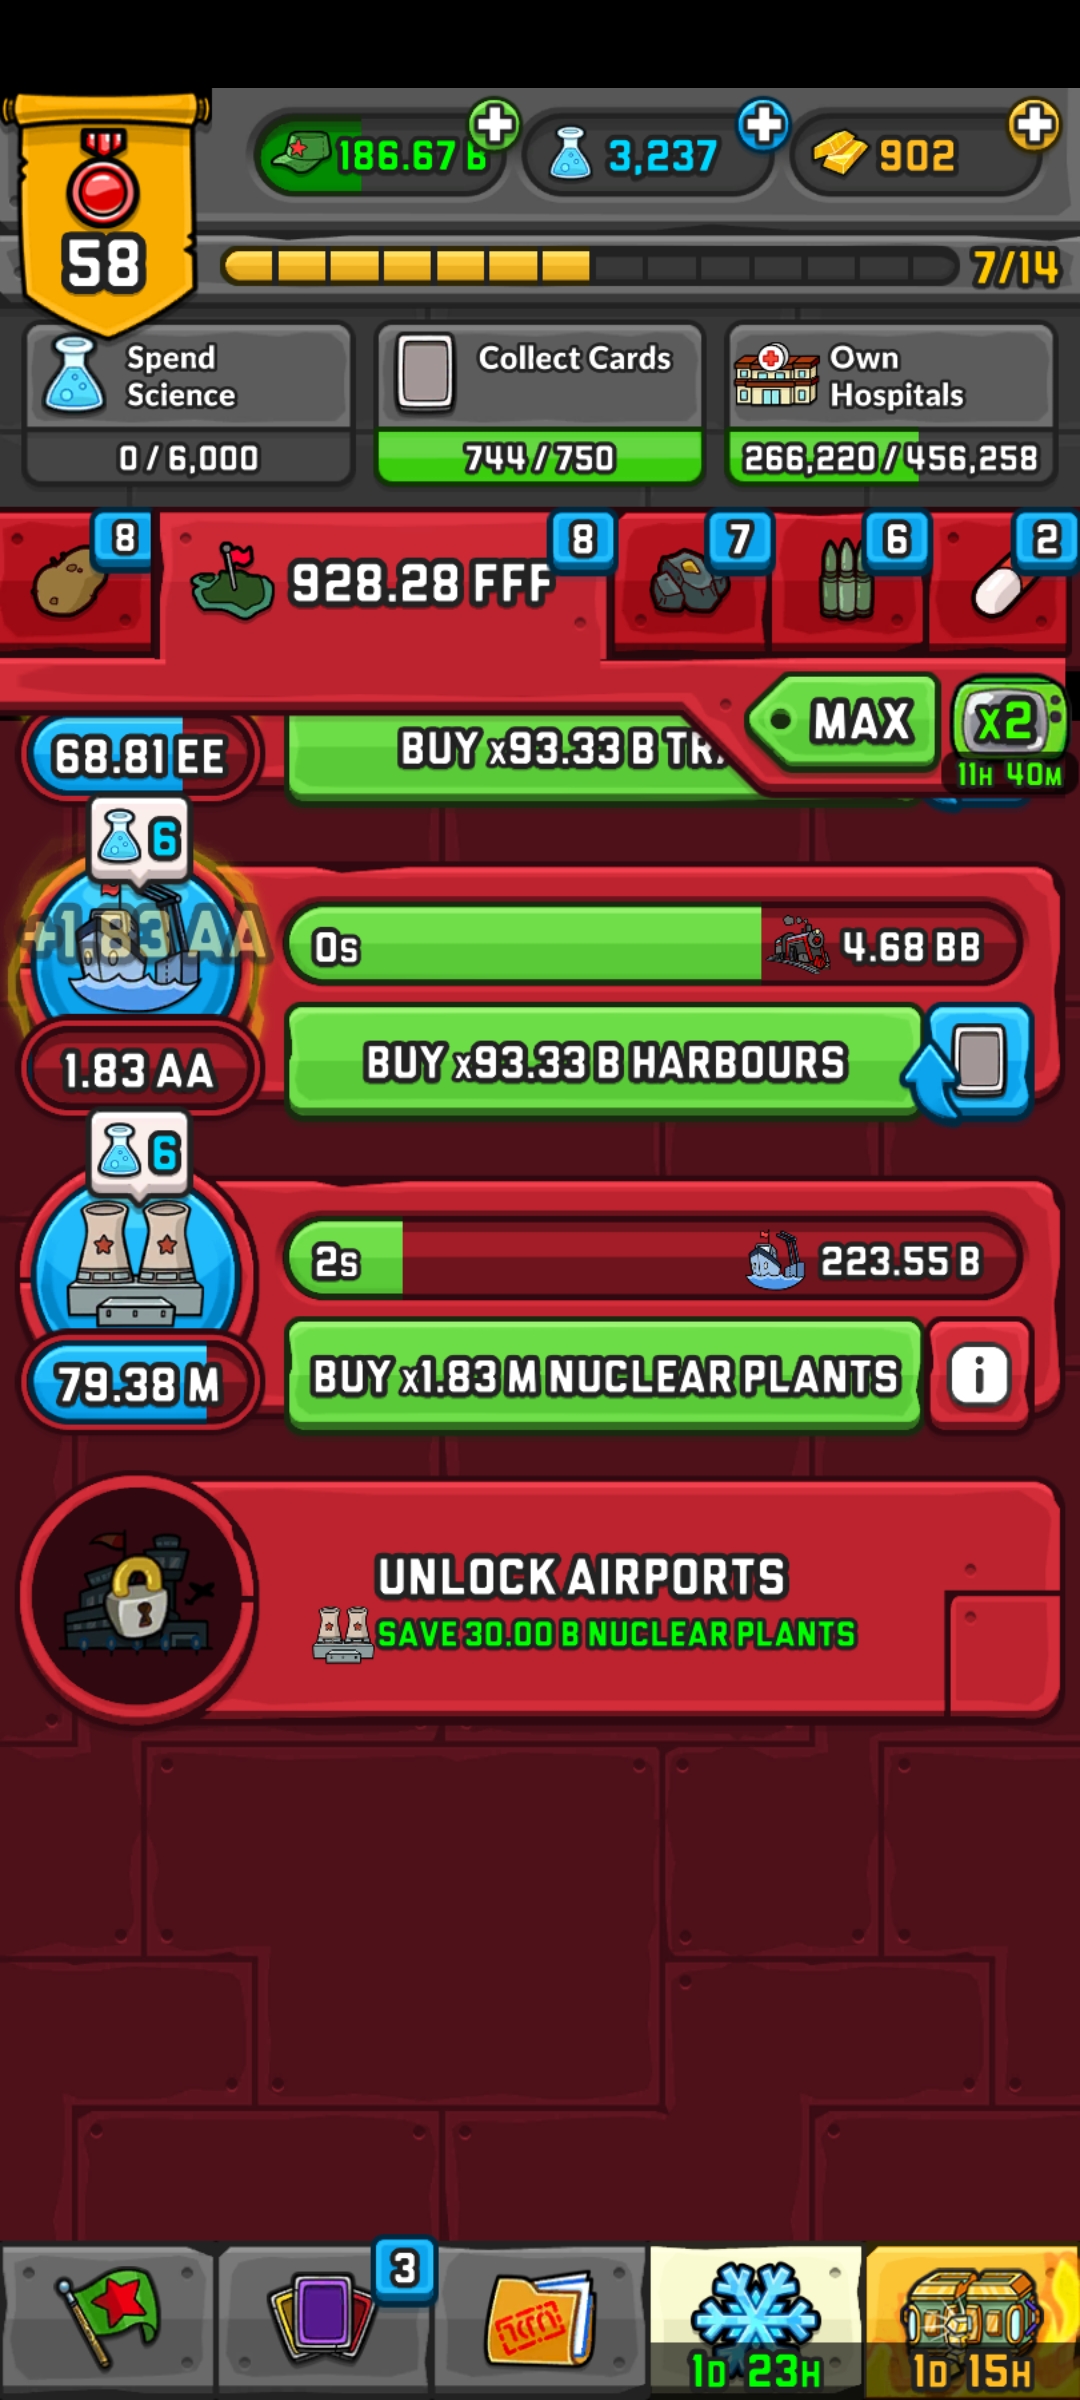 186.67 B
3,237
902
58
7/14
Spend
Science
0 / 6,000
Collect Cards
744 / 750
Own
Hospitals
266,220 / 456,258
8
928.28 FFF
8
7
6
2
MAX
x2
11H 40M
68.81 EE
BUY x93.33 B
6
+1.83 AA
0s
4.68 BB
BUY x93.33 B HARBOURS
1.83 AA
6
2s
223.55 B
BUY x1.83 M NUCLEAR PLANTS
i
79.38 M
UNLOCK AIRPORTS
SAVE 30.00 B NUCLEAR PLANTS
3
1D 23H
1D 15H